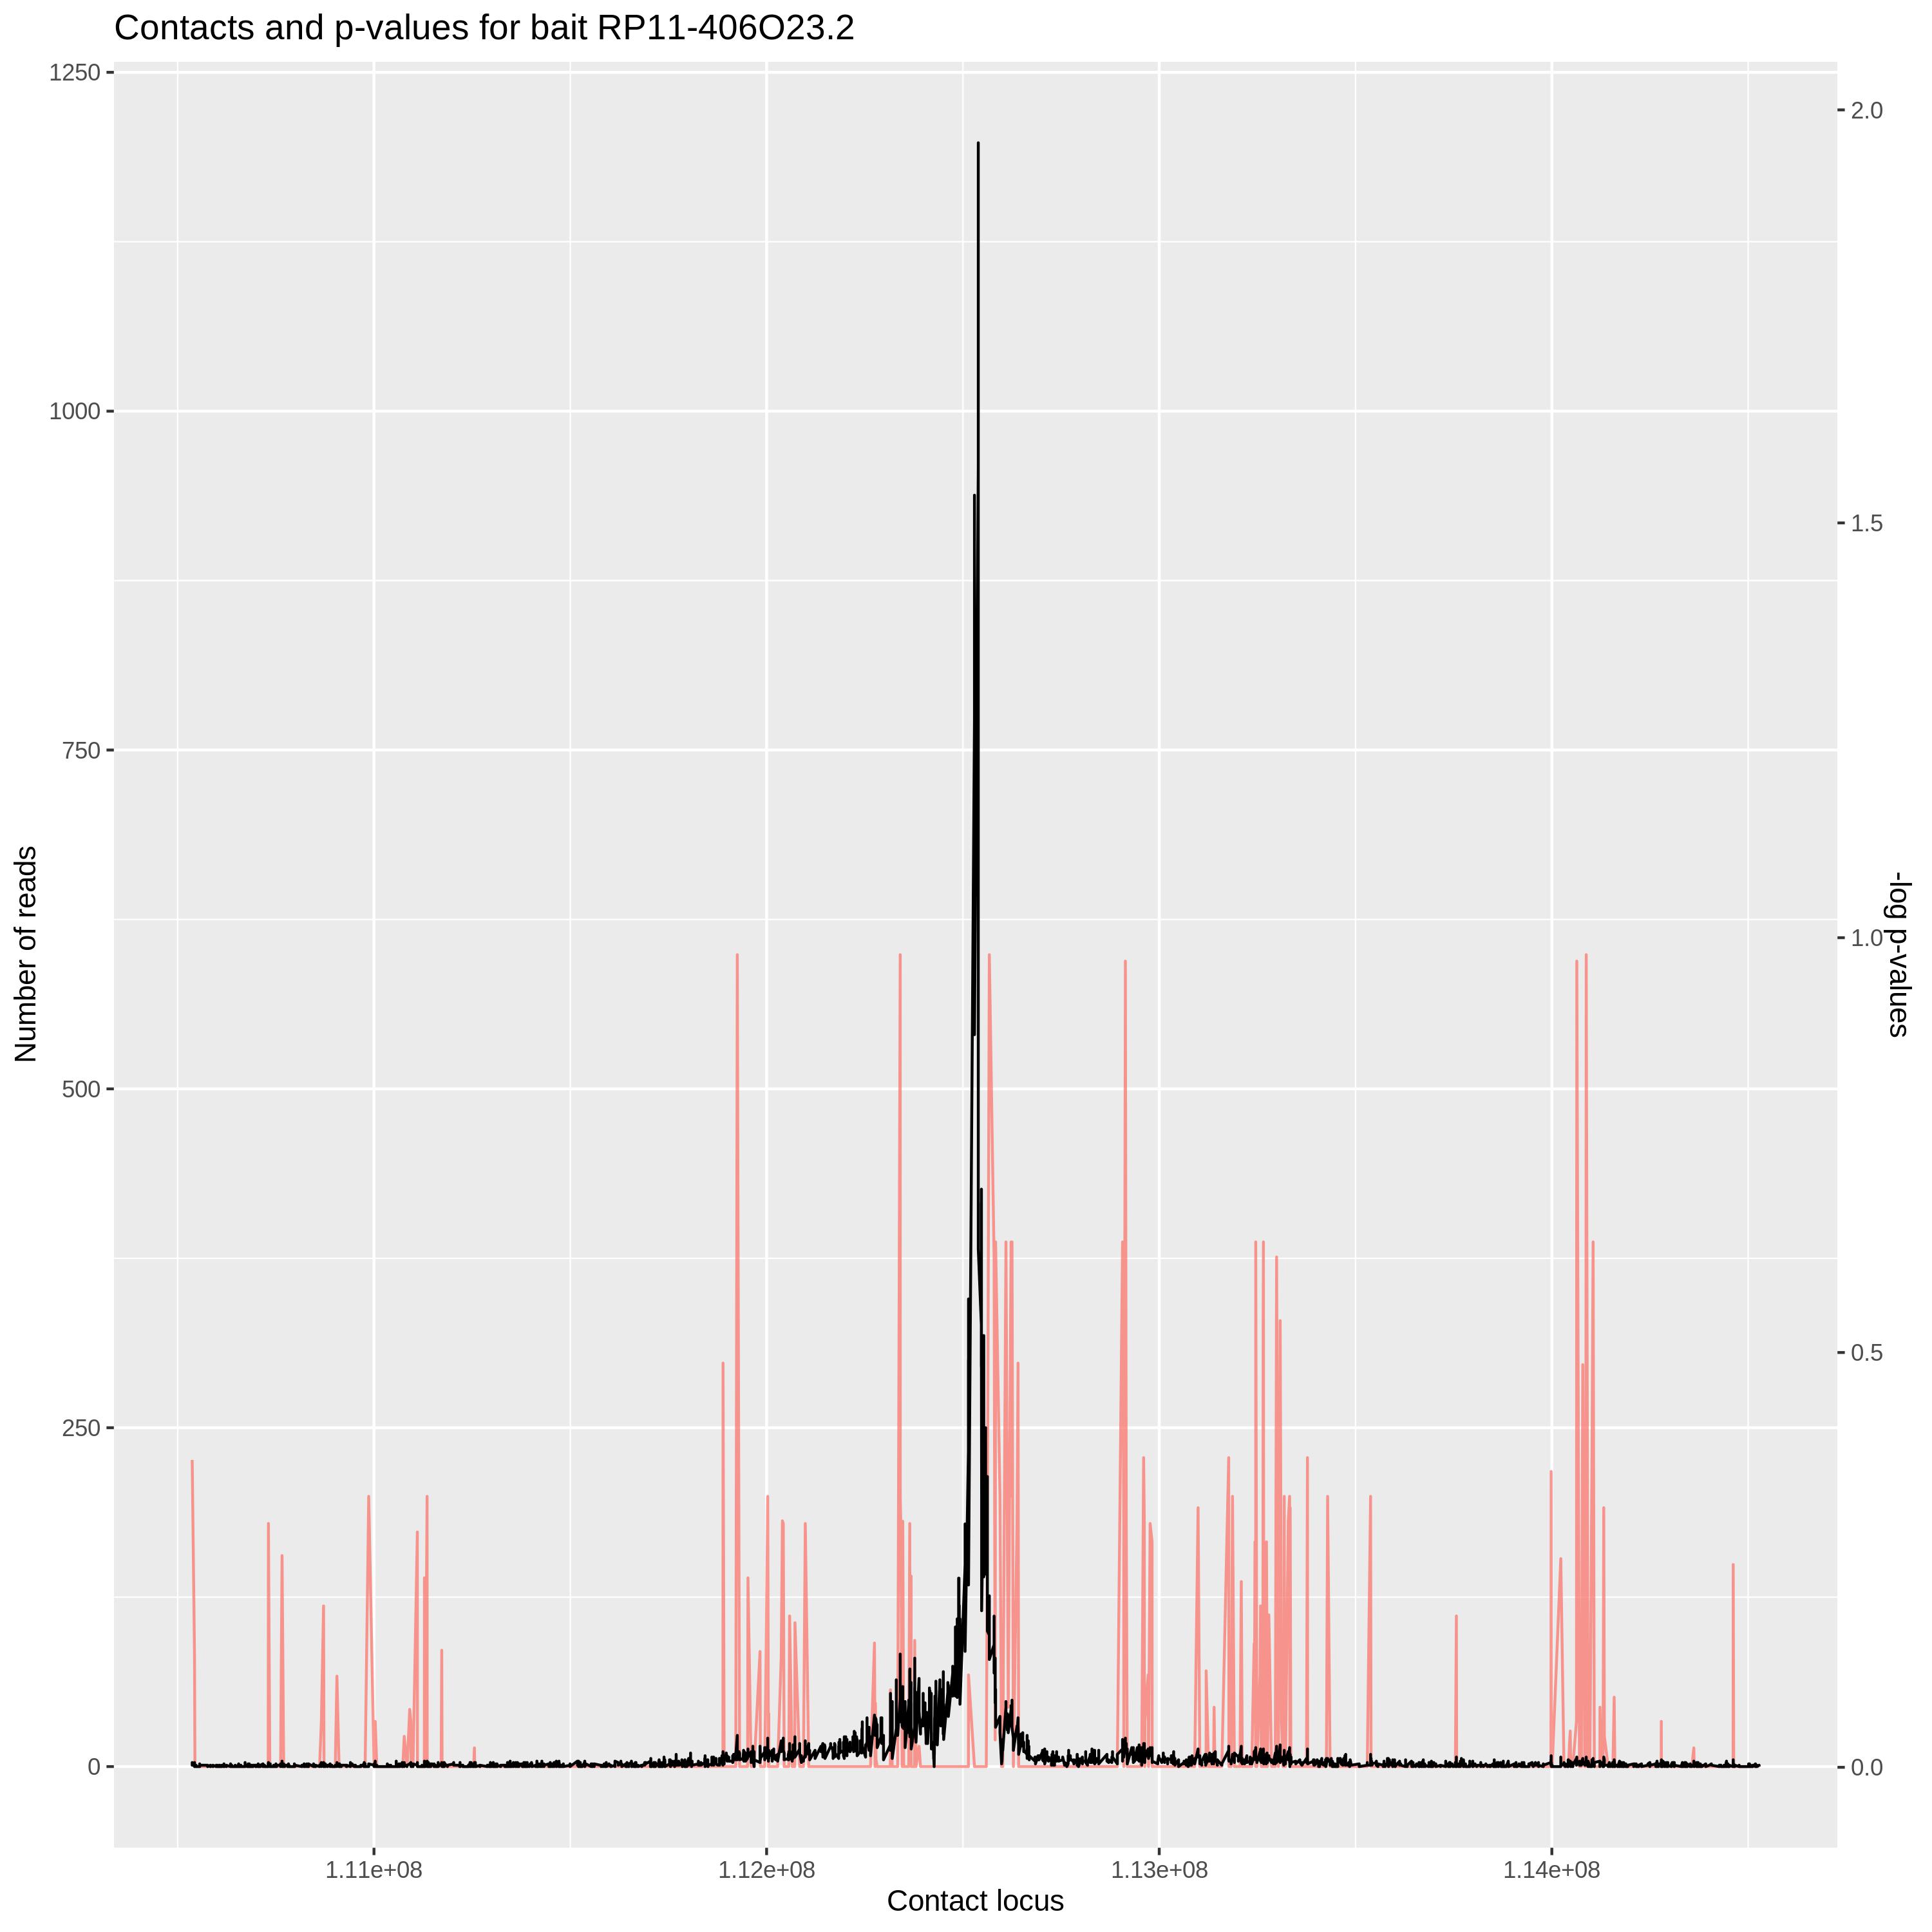 Contacts and p-values for bait RP11-406O23.2
1250
1000
750
500
250
0
Number of reads
2.0
1.5
1.0
0.5
0.0
-log p-values
1.11e+08
1.12e+08
1.13e+08
1.14e+08
Contact locus